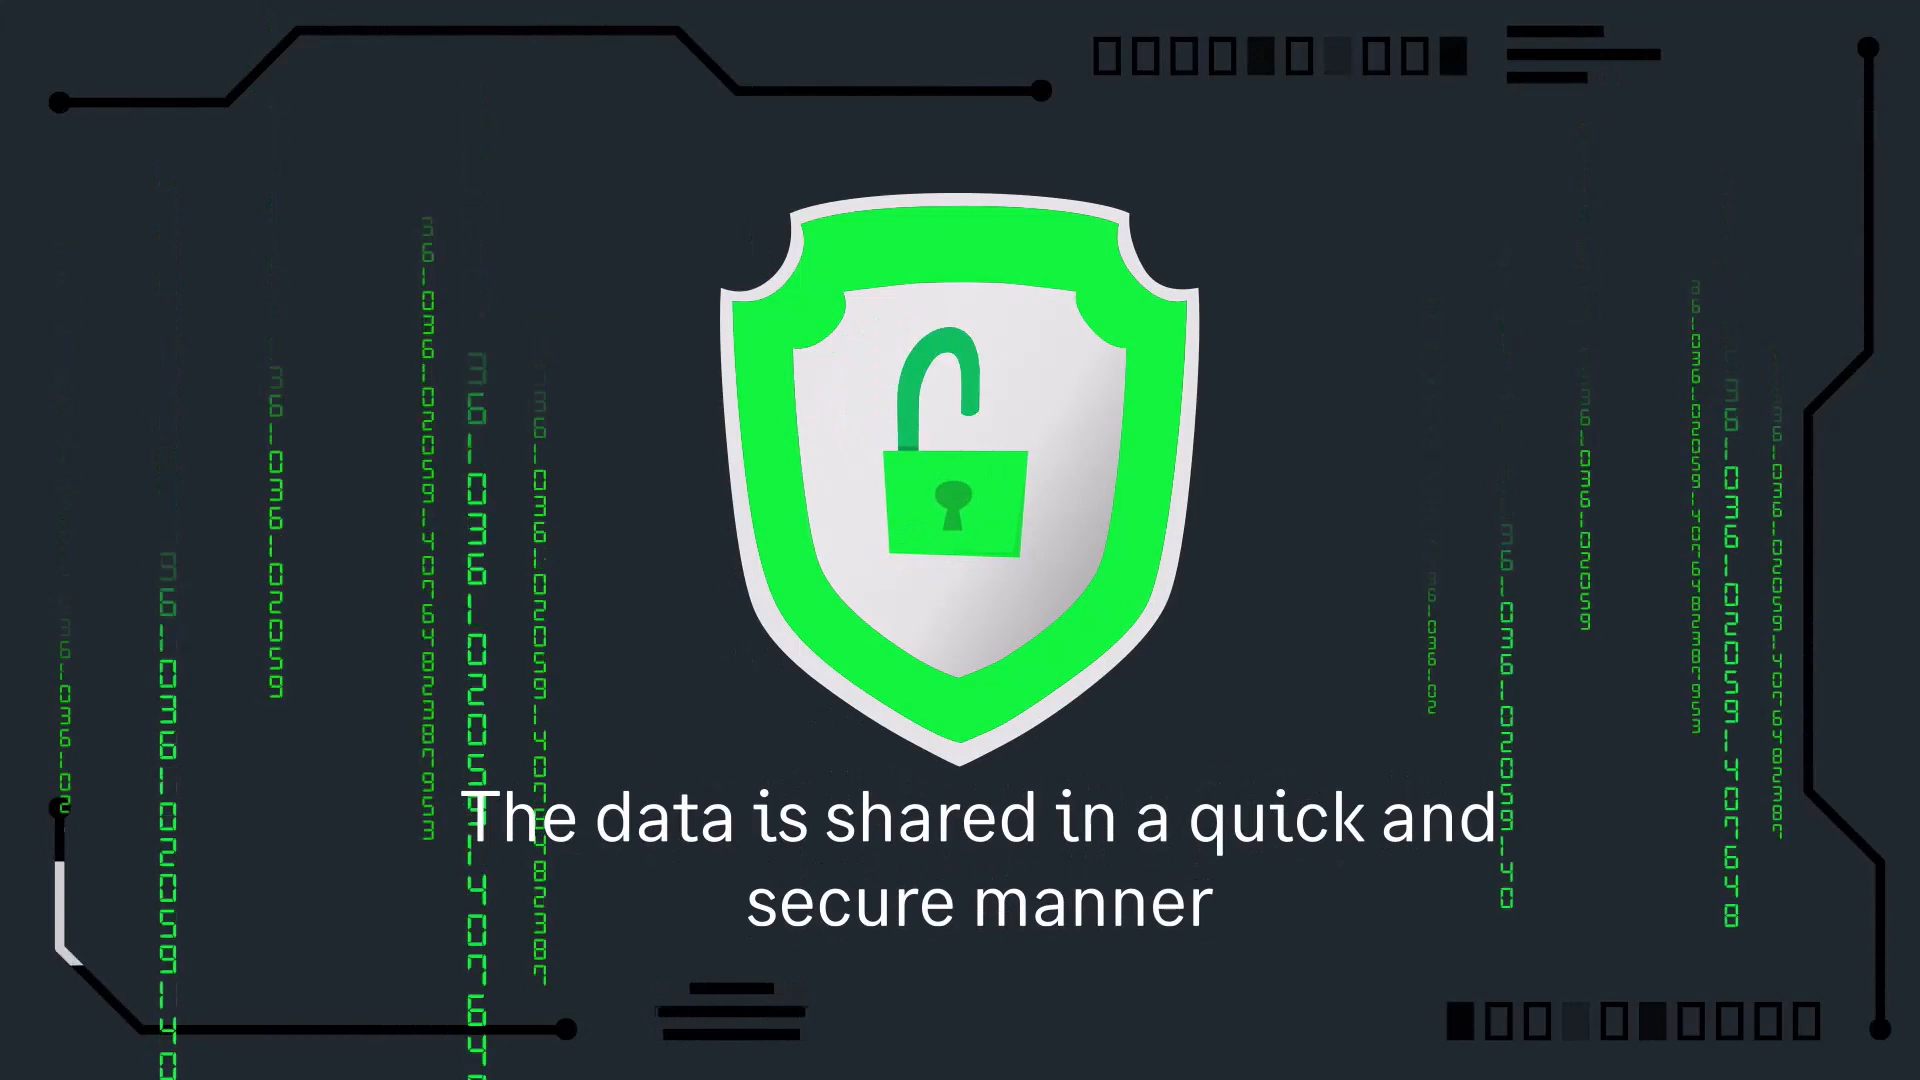 The data is shared in a quick and
secure manner